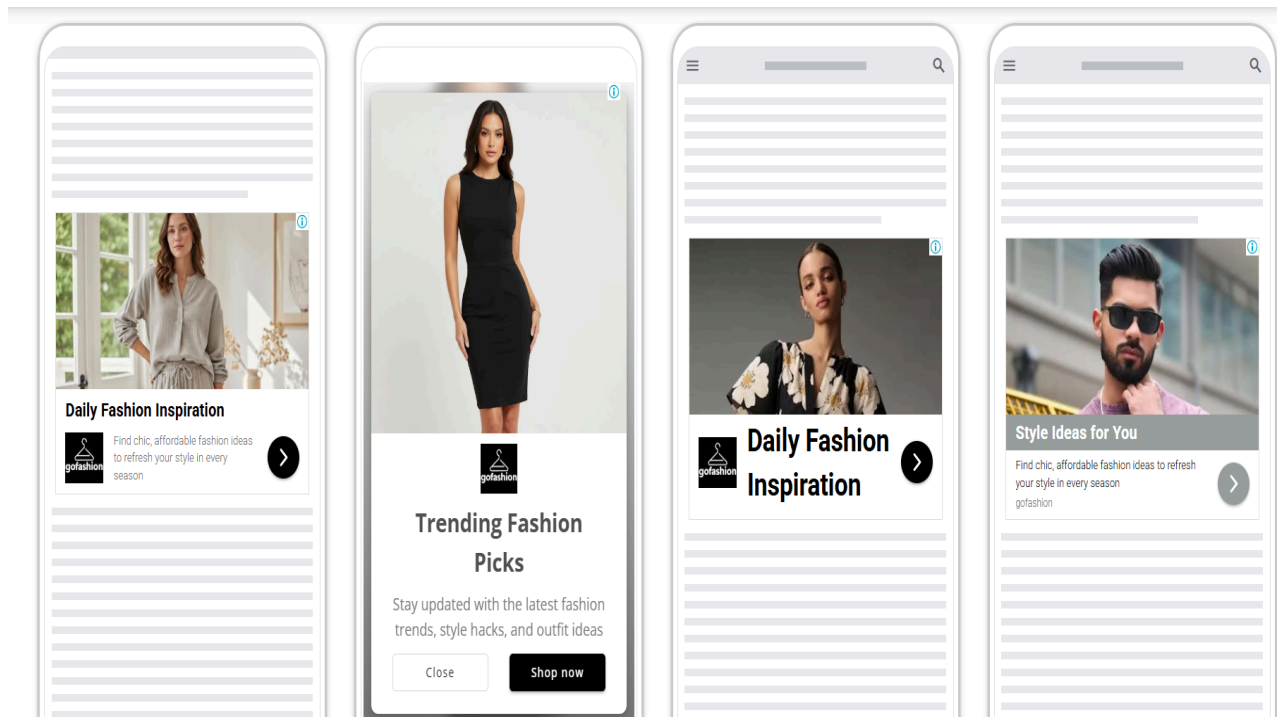 Daily Fashion Inspiration
gofashion
Find chic, affordable fashion ideas
to refresh your style in every
season
gofashion
Trending Fashion
Picks
Stay updated with the latest fashion
trends, style hacks, and outfit ideas
Close
Shop now
gofashion
Daily Fashion
Inspiration
Style Ideas for You
Find chic, affordable fashion ideas to refresh
your style in every season
gofashion